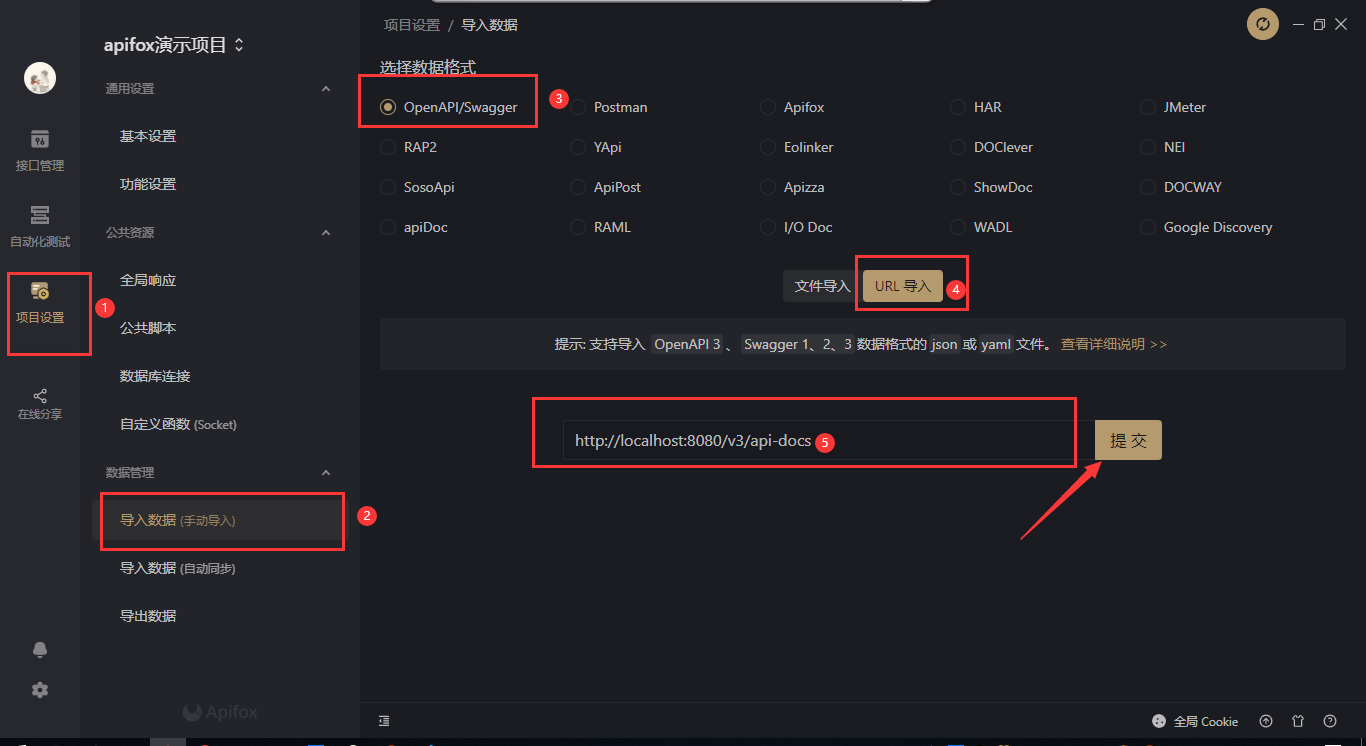 apifox演示项目
通用设置
基本设置
功能设置
公共资源
全局响应
公共脚本
数据库连接
自定义函数 (Socket)
数据管理
导入数据 (手动导入)
2
导入数据 (自动同步)
导出数据
Apifox
接口管理
自动化测试
项目设置
1
在线分享
项目设置 / 导入数据
选择数据格式
OpenAPI/Swagger 3 Postman Apifox HAR JMeter
RAP2 YApi Eolinker DOClever NEI
SosoApi ApiPost Apizza ShowDoc DOCWAY
apiDoc RAML I/O Doc WADL Google Discovery
文件导入 URL 导入 4
提示: 支持导入 OpenAPI 3 、 Swagger 1、2、3 数据格式的 json 或 yaml 文件。 查看详细说明 >>
http://localhost:8080/v3/api-docs 5 提 交
全局 Cookie